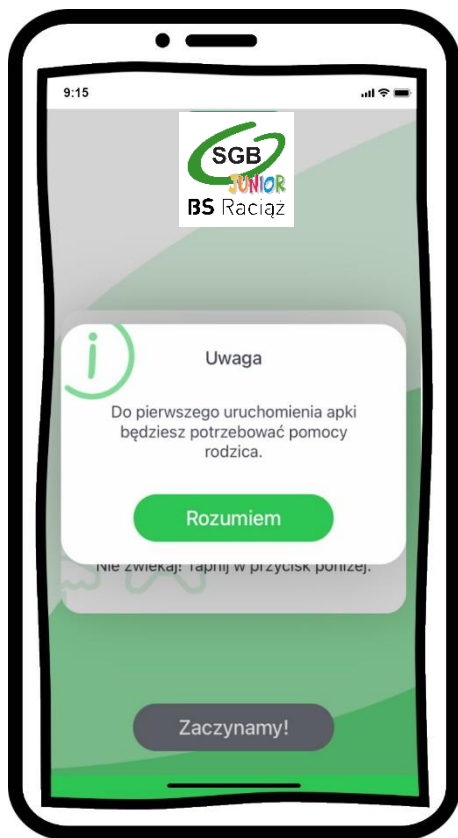 9:15
SGB
JUNIOR
BS Raciąż
Uwaga
Do pierwszego uruchomienia apki
będziesz potrzebować pomocy
rodzica.
Rozumiem
Nie zwlekaj! Tapnij w przycisk poniżej.
Zaczynamy!